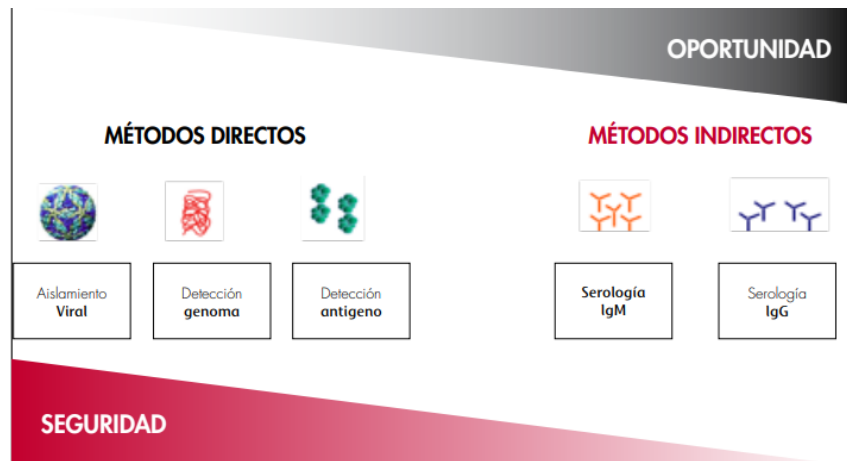 OPORTUNIDAD
MÉTODOS DIRECTOS
MÉTODOS INDIRECTOS
Aislamiento
Viral
Detección
genoma
Detección
antigeno
Serología
IgM
Serología
IgG
SEGURIDAD